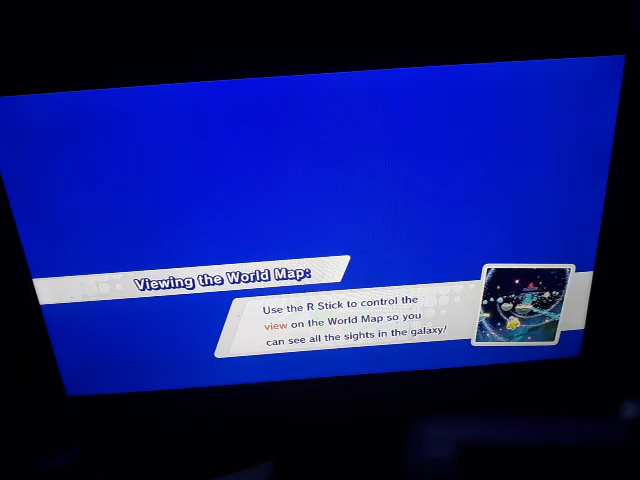 Viewing the World Map:
Use the R Stick to control the
view on the World Map so you
can see all the sights in the galaxy!